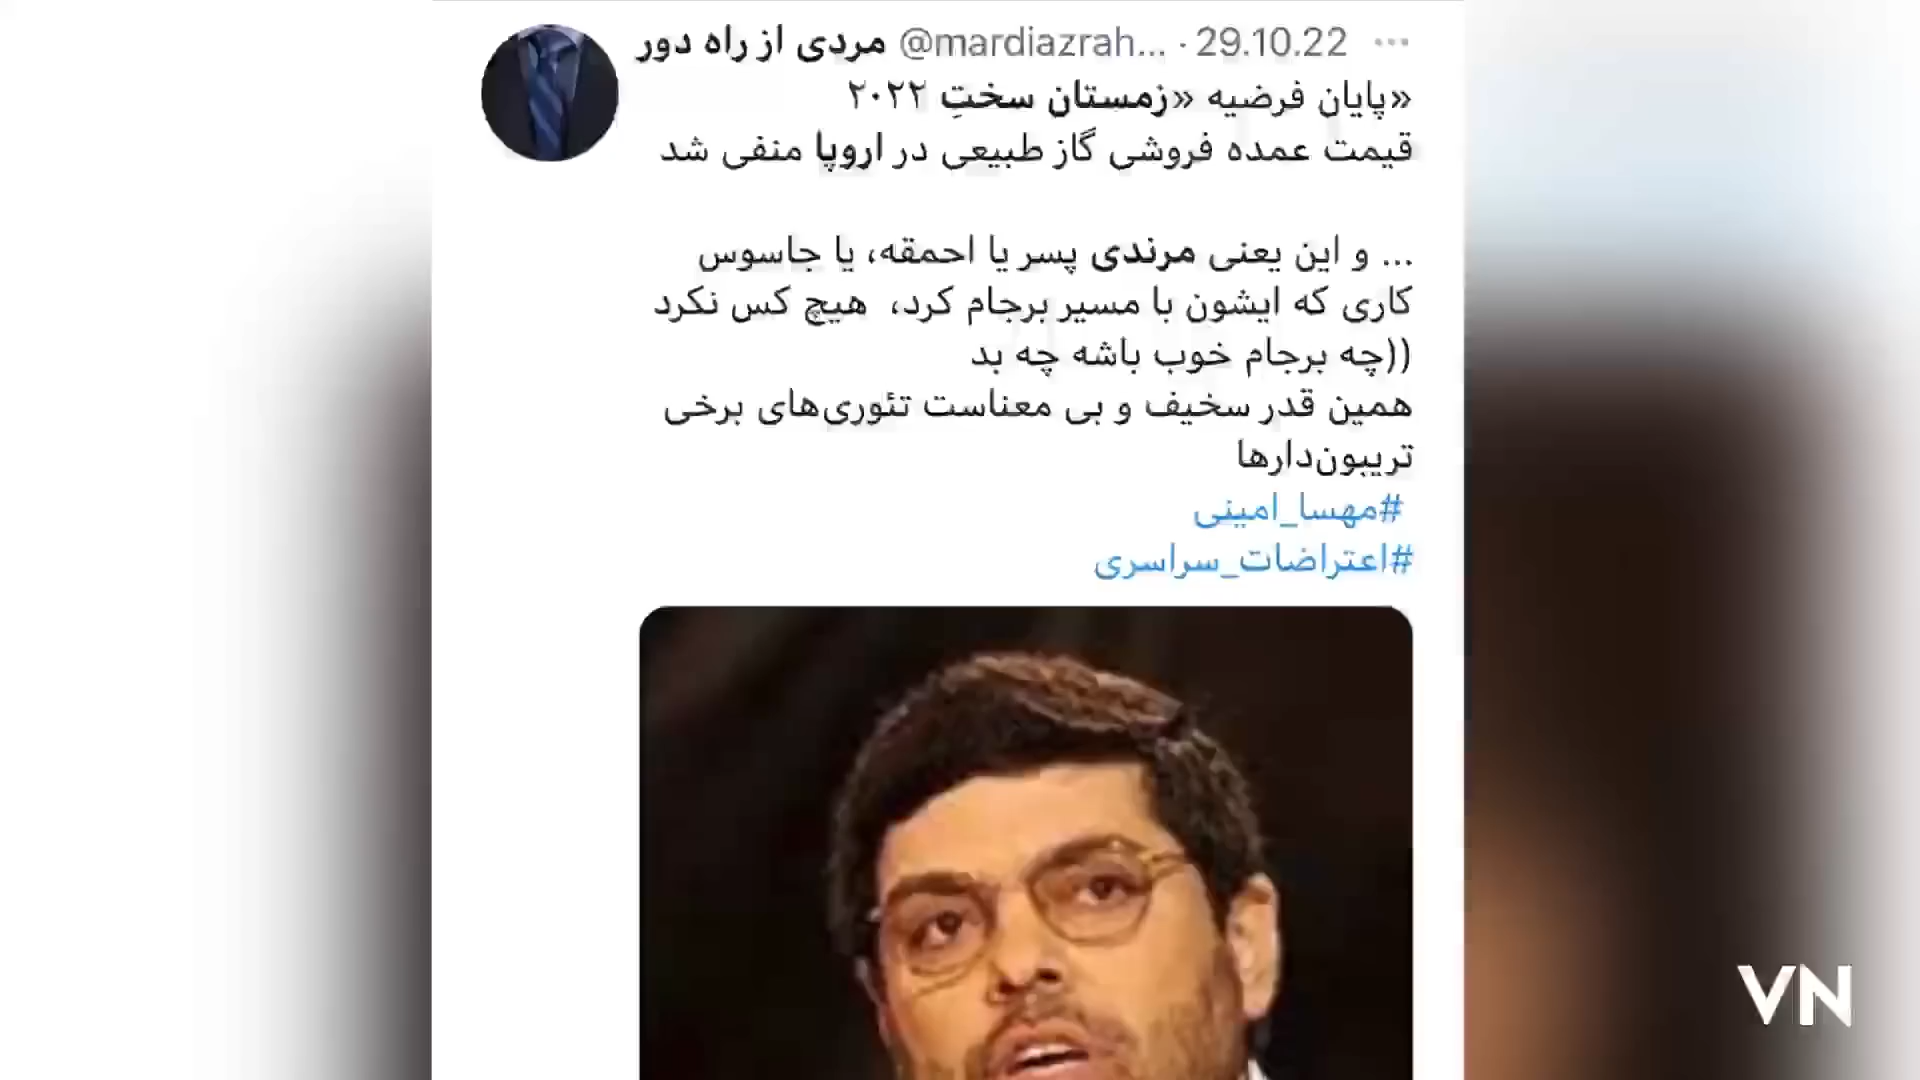 مردی از راه دور @mardiazrah... · 29.10.22 ...
«پایان فرضیه «زمستان سختِ ۲۰۲۲
قیمت عمده فروشی گاز طبیعی در اروپا منفی شد
... و این یعنی مرندی پسر یا احمقه، یا جاسوس
کاری که ایشون با مسیر برجام کرد، هیچ کس نکرد
((چه برجام خوب باشه چه بد
همین قدر سخیف و بی معناست تئوری‌های برخی
تریبون‌دارها
#مهسا_امینی
#اعتراضات_سراسری
VN